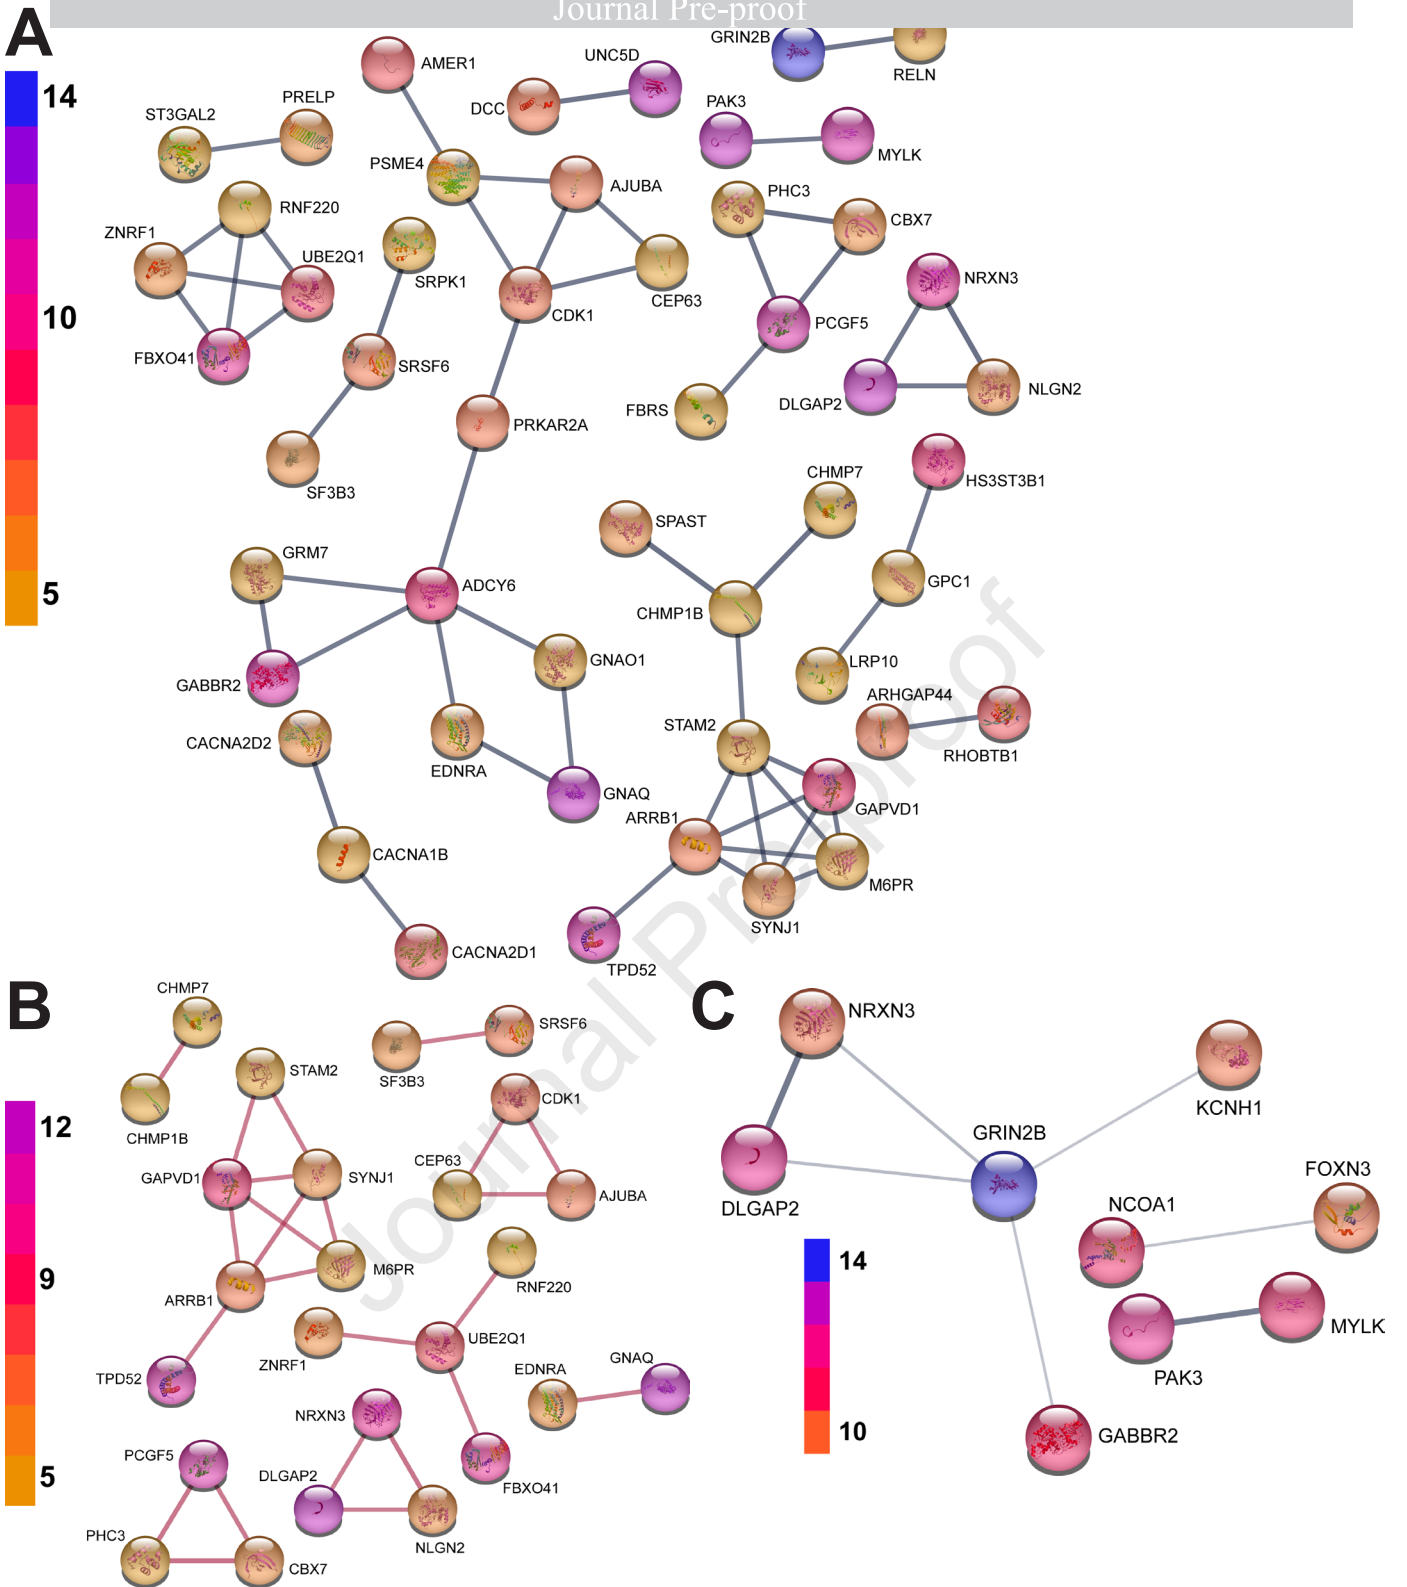 Journal Pre-proof
A
14
10
5
AMER1
UNC5D
DCC
GRIN2B
RELN
ST3GAL2
PRELP
PAK3
MYLK
PSME4
AJUBA
PHC3
CBX7
RNF220
ZNRF1
UBE2Q1
SRPK1
CEP63
CDK1
NRXN3
PCGF5
FBXO41
SRSF6
DLGAP2
NLGN2
FBRS
PRKAR2A
SF3B3
HS3ST3B1
CHMP7
SPAST
GRM7
ADCY6
GPC1
CHMP1B
GNAO1
LRP10
GABBR2
ARHGAP44
RHOBTB1
STAM2
CACNA2D2
EDNRA
GNAQ
GAPVD1
ARRB1
CACNA1B
M6PR
SYNJ1
CACNA2D1
TPD52
Journal Pre-proof
B
12
9
5
CHMP7
CHMP1B
SRSF6
SF3B3
STAM2
CDK1
GAPVD1
SYNJ1
CEP63
AJUBA
M6PR
ARRB1
RNF220
ZNRF1
UBE2Q1
TPD52
EDNRA
GNAQ
NRXN3
PCGF5
DLGAP2
FBXO41
PHC3
CBX7
NLGN2
C
NRXN3
KCNH1
GRIN2B
DLGAP2
FOXN3
NCOA1
14
10
MYLK
PAK3
GABBR2